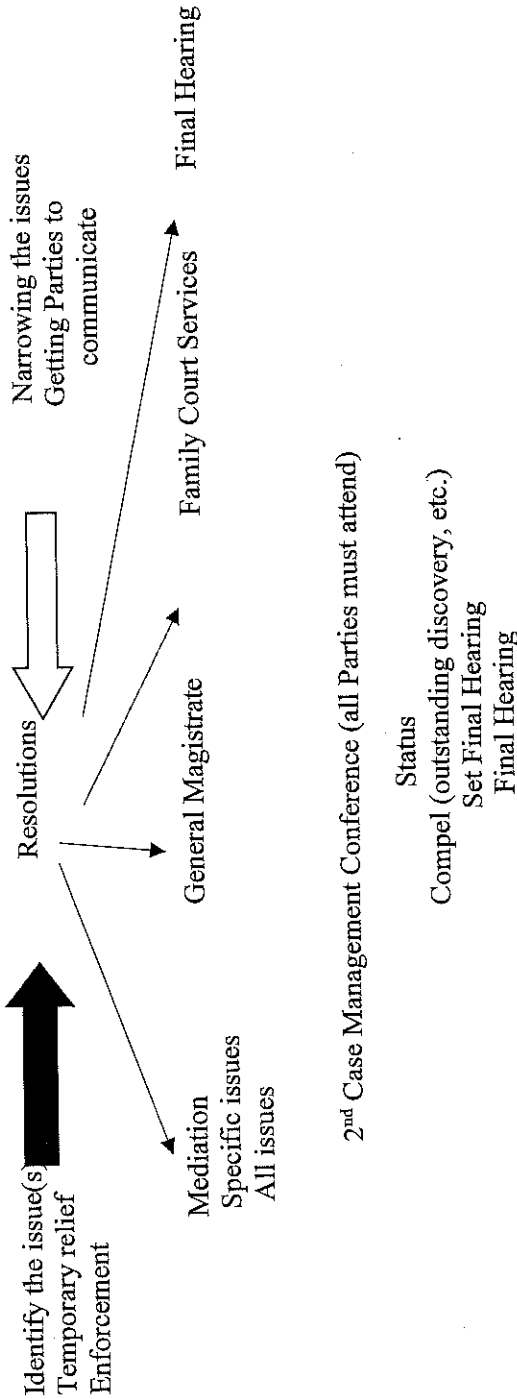 Identify the issue(s)
Temporary relief
Enforcement
Resolutions
Narrowing the issues
Getting Parties to
communicate
Mediation
Specific issues
All issues
General Magistrate
Family Court Services
Final Hearing
2nd Case Management Conference (all Parties must attend)
Status
Compel (outstanding discovery, etc.)
Set Final Hearing
Final Hearing